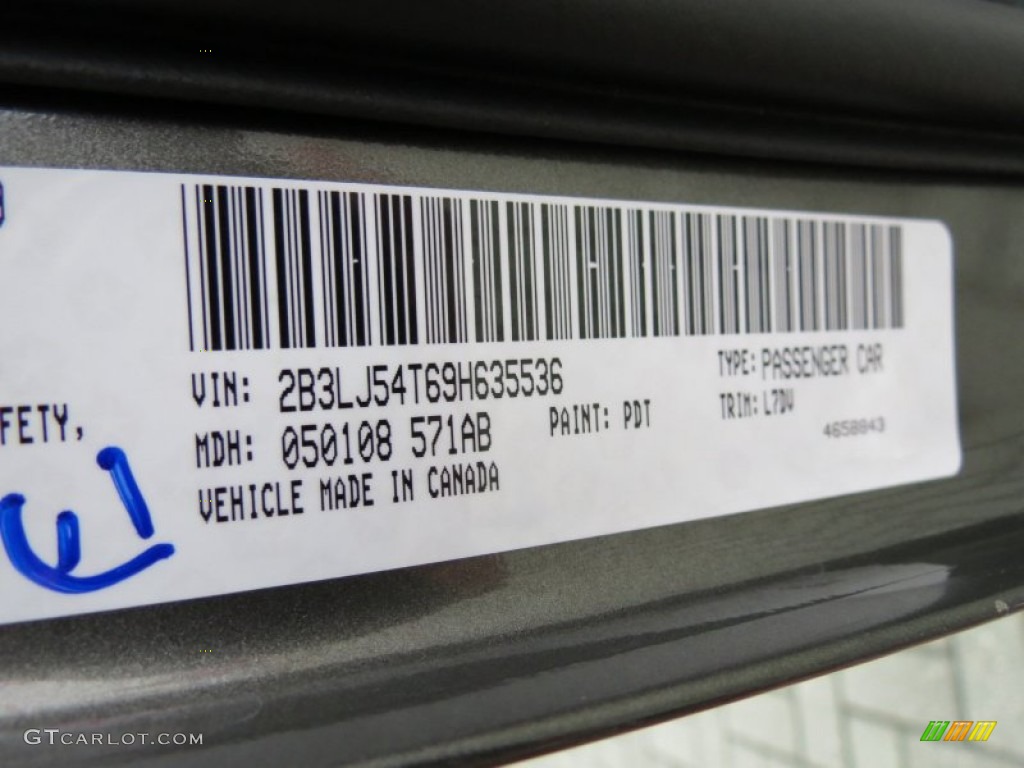 VIN: 2B3LJ54T69H635536
TYPE: PASSENGER CAR
MDH: 050108 571AB
PAINT: PDT
TRIM: L7DV
4658843
VEHICLE MADE IN CANADA
FETY,
GTCARLOT.COM